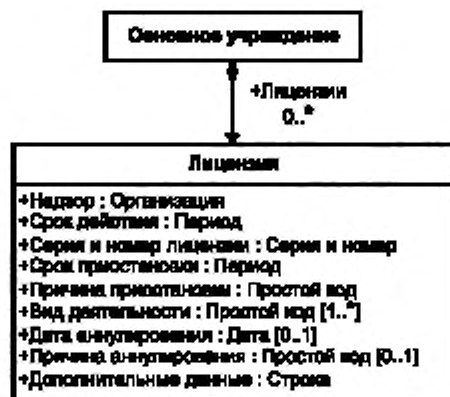 Основное учреждение
+Лицензии
0..*
Лицензия
+Надзор : Организация
+Срок действия : Период
+Серия и номер лицензии : Серия и номер
+Срок приостановки : Период
+Причина приостановки : Простой код
+Вид деятельности : Простой код [1..*]
+Дата аннулирования : Дата [0..1]
+Причина аннулирования : Простой код [0..1]
+Дополнительные данные : Строка